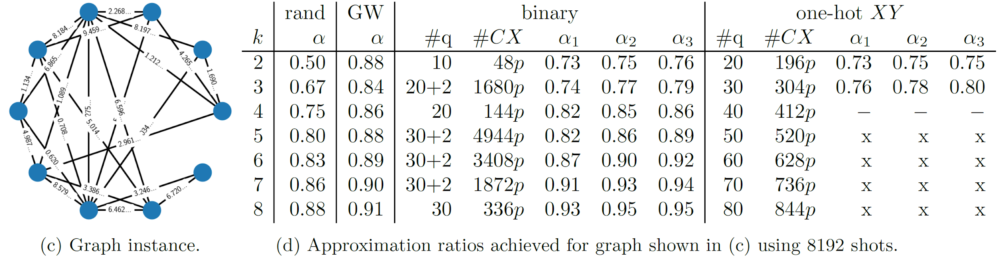 2.268...
8.184...
9.459...
8.197...
6.865...
1.212...
4.265...
1.690...
1.134...
1.089...
275...
6.596...
5.014...
0.708...
034...
4.987...
2.961...
0.620...
8.579...
3.386...
3.246...
6.720...
6.462...
(c) Graph instance.
rand GW binary one-hot XY
k α α #q #CX α₁ α₂ α₃ #q #CX α₁ α₂ α₃
2 0.50 0.88 10 48p 0.73 0.75 0.76 20 196p 0.73 0.75 0.75
3 0.67 0.84 20+2 1680p 0.74 0.77 0.79 30 304p 0.76 0.78 0.80
4 0.75 0.86 20 144p 0.82 0.85 0.86 40 412p – – –
5 0.80 0.88 30+2 4944p 0.82 0.86 0.89 50 520p x x x
6 0.83 0.89 30+2 3408p 0.87 0.90 0.92 60 628p x x x
7 0.86 0.90 30+2 1872p 0.91 0.93 0.94 70 736p x x x
8 0.88 0.91 30 336p 0.93 0.95 0.95 80 844p x x x
(d) Approximation ratios achieved for graph shown in (c) using 8192 shots.